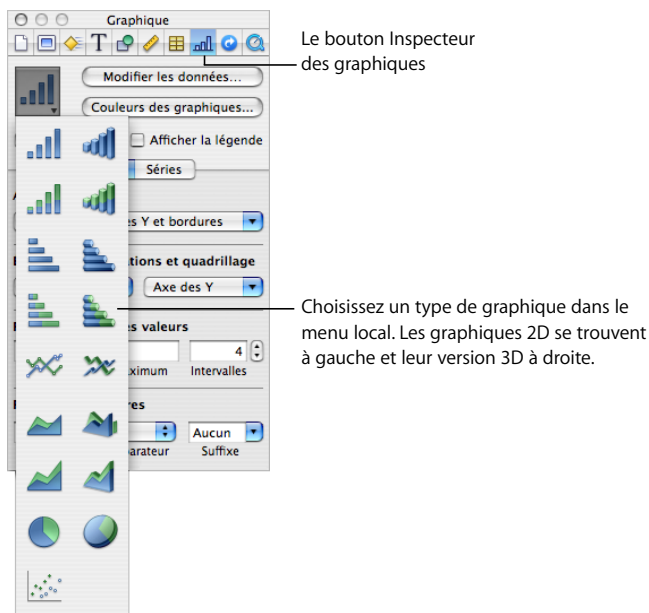 Graphique
T
Le bouton Inspecteur
des graphiques
Modifier les données...
Couleurs des graphiques...
Afficher la légende
Séries
es Y et bordures
tions et quadrillage
Axe des Y
Choisissez un type de graphique dans le
menu local. Les graphiques 2D se trouvent
à gauche et leur version 3D à droite.
es valeurs
4
ximum Intervalles
res
Aucun
arateur Suffixe